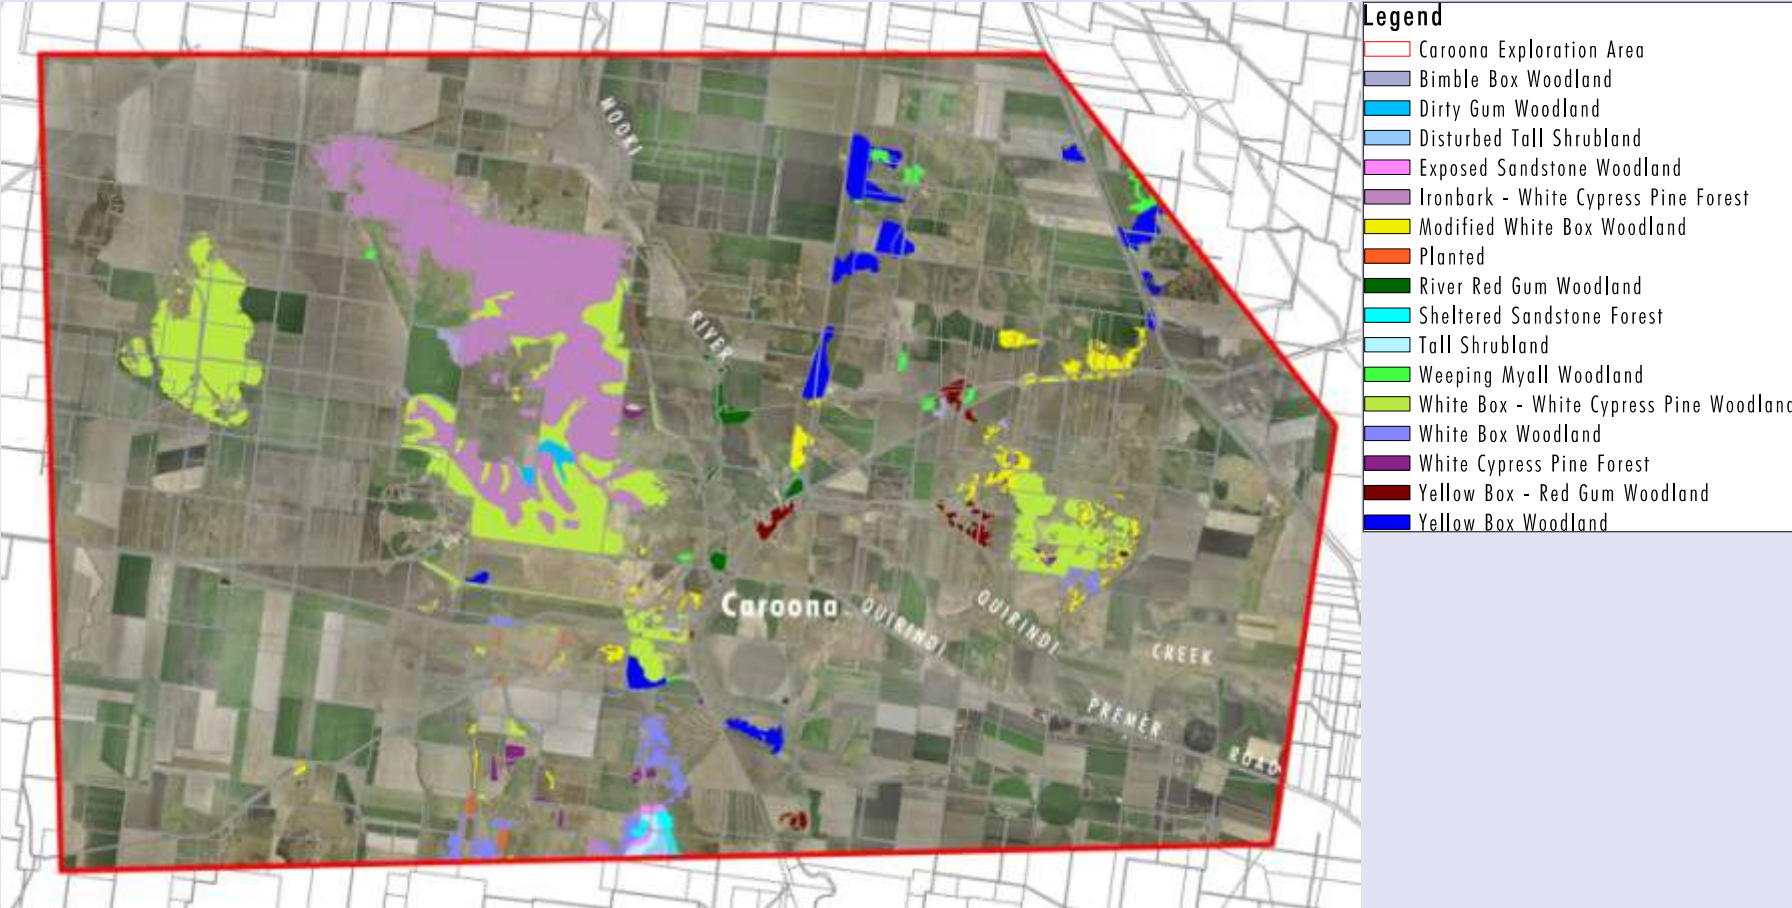 MOOKI
RIVER
Caroona
QUIRINDI
QUIRINDI
CREEK
PREMER
ROAD
Legend
Caroona Exploration Area
Bimble Box Woodland
Dirty Gum Woodland
Disturbed Tall Shrubland
Exposed Sandstone Woodland
Ironbark - White Cypress Pine Forest
Modified White Box Woodland
Planted
River Red Gum Woodland
Sheltered Sandstone Forest
Tall Shrubland
Weeping Myall Woodland
White Box - White Cypress Pine Woodland
White Box Woodland
White Cypress Pine Forest
Yellow Box - Red Gum Woodland
Yellow Box Woodland